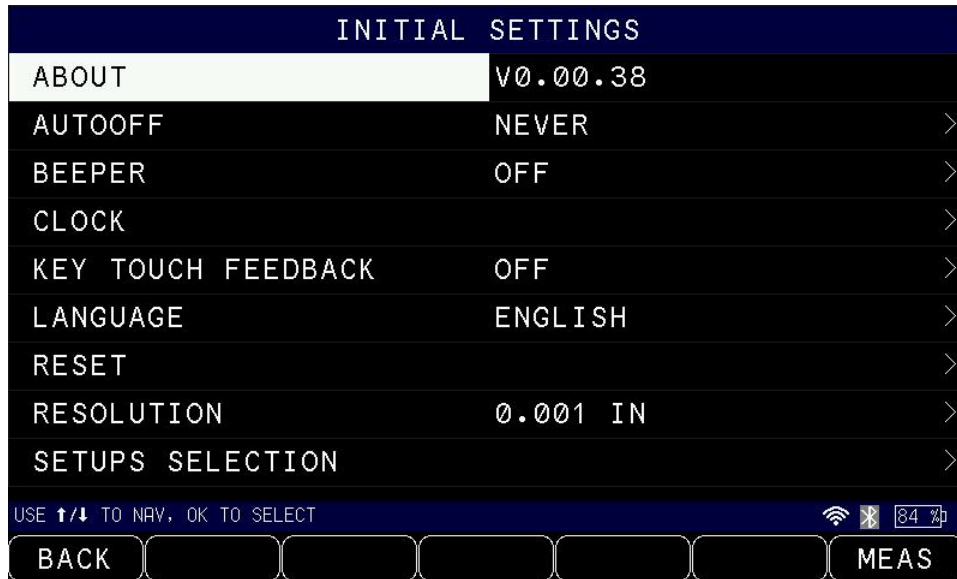 INITIAL SETTINGS
ABOUT V0.00.38
AUTOOFF NEVER
BEEPER OFF
CLOCK
KEY TOUCH FEEDBACK OFF
LANGUAGE ENGLISH
RESET
RESOLUTION 0.001 IN
SETUPS SELECTION
USE ⬆/⬇ TO NAV, OK TO SELECT 84 %
BACK MEAS